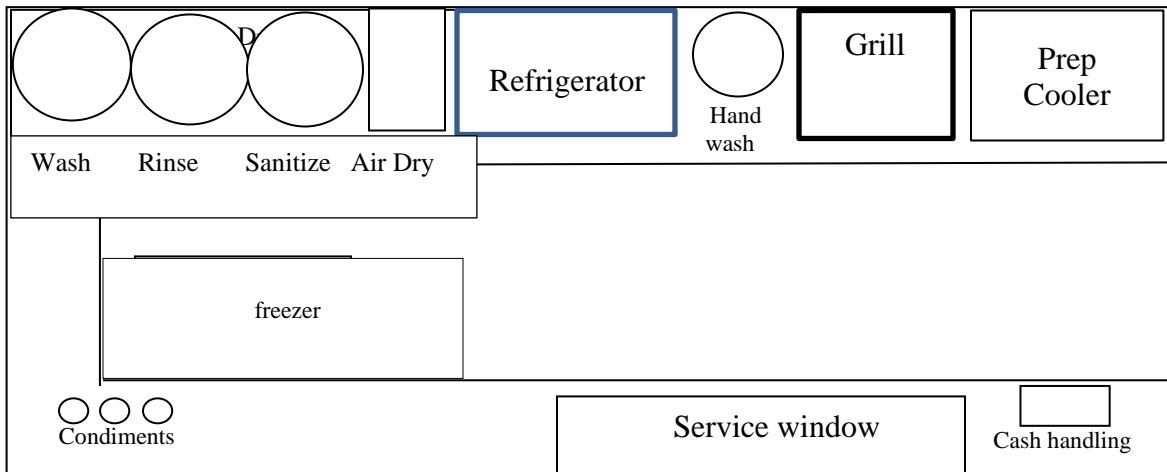 Refrigerator
Grill
Prep
Cooler
Hand
wash
Wash Rinse Sanitize Air Dry
freezer
Condiments
Service window
Cash handling